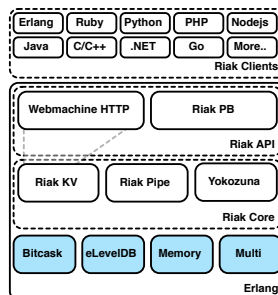 Erlang Ruby Python PHP Nodejs
Java C/C++ .NET Go More..
Riak Clients
Webmachine HTTP Riak PB
Riak API
Riak KV Riak Pipe Yokozuna
Riak Core
Bitcask eLevelDB Memory Multi
Erlang